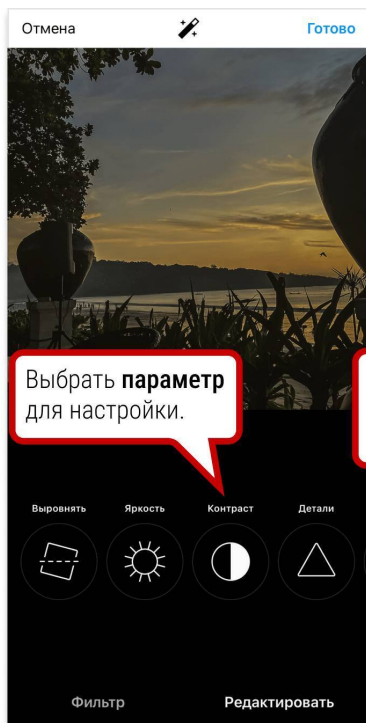 Отмена
Готово
Выбрать параметр
для настройки.
Выровнять
Яркость
Контраст
Детали
Фильтр
Редактировать